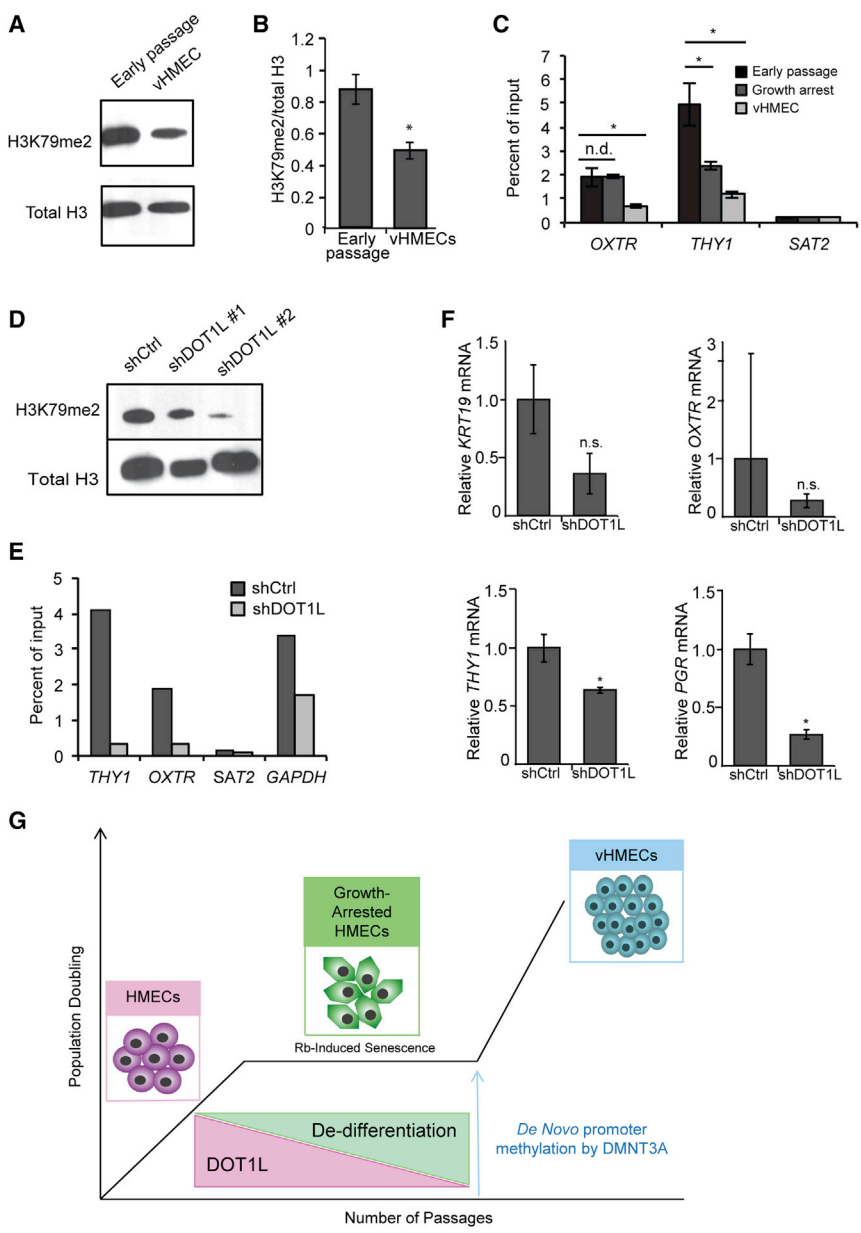 A
Early passage
vHMEC
H3K79me2
Total H3
B
H3K79me2/total H3
1.2
1
0.8
0.6
0.4
0.2
0
*
Early
passage
vHMECs
C
Percent of input
7
6
5
4
3
2
1
0
*
n.d.
*
*
Early passage
Growth arrest
vHMEC
OXTR
THY1
SAT2
D
shCtrl
shDOT1L #1
shDOT1L #2
H3K79me2
Total H3
E
Percent of input
5
4
3
2
1
0
shCtrl
shDOT1L
THY1
OXTR
SAT2
GAPDH
F
Relative KRT19 mRNA
1.5
1.0
0.5
0
n.s.
shCtrl
shDOT1L
Relative OXTR mRNA
3
2
1
0
n.s.
shCtrl
shDOT1L
Relative THY1 mRNA
1.5
1.0
0.5
0
*
shCtrl
shDOT1L
Relative PGR mRNA
1.5
1.0
0.5
0
*
shCtrl
shDOT1L
G
Population Doubling
HMECs
Growth-
Arrested
HMECs
Rb-Induced Senescence
vHMECs
De-differentiation
DOT1L
De Novo promoter
methylation by DMNT3A
Number of Passages